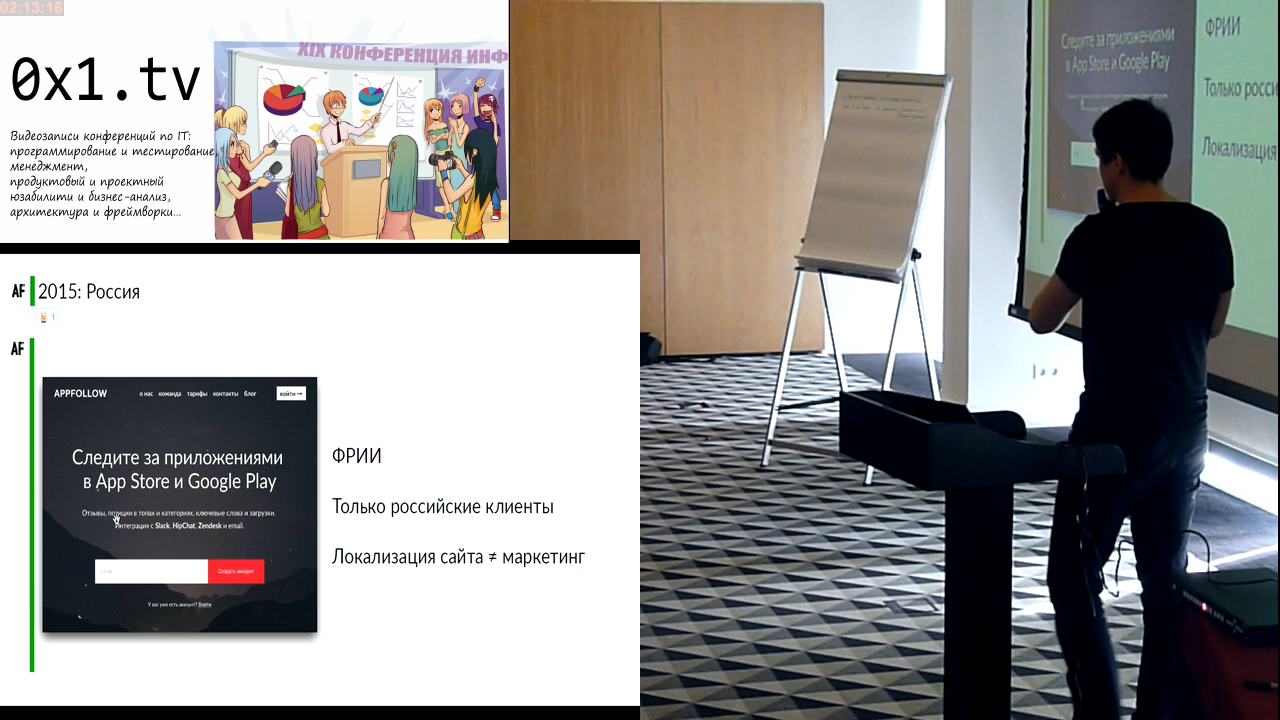 02:13:16
0x1.tv
Видеозаписи конференций по IT:
программирование и тестирование,
менеджмент,
продуктовый и проектный
юзабилити и бизнес-анализ,
архитектура и фреймворки...
XIX КОНФЕРЕНЦИЯ ИНФ
AF 2015: Россия
1
AF
APPFOLLOW о нас команда тарифы контакты блог войти →
Следите за приложениями
в App Store и Google Play
Отзывы, позиции в топах и категориях, ключевые слова и загрузки.
Интеграция с Slack, HipChat, Zendesk и email.
Создать аккаунт
У вас уже есть аккаунт? Войти
ФРИИ
Только российские клиенты
Локализация сайта ≠ маркетинг
Следите за приложениями
в App Store и Google Play
ФРИИ
Только росси
Локализация